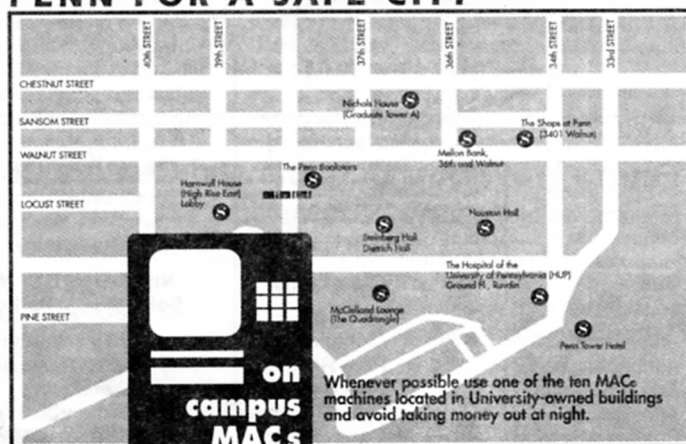 PENN FOR A SAFE CITY
40th STREET
39th STREET
37th STREET
36th STREET
34th STREET
33rd STREET
CHESTNUT STREET
SANSOM STREET
WALNUT STREET
LOCUST STREET
PINE STREET
Nichols House
(Graduate Tower A)
The Shops at Penn
(3401 Walnut)
Mellon Bank,
36th and Walnut
The Penn Bookstore
Harnwell House
(High Rise East)
Lobby
Steinberg Hall
Dietrich Hall
Houston Hall
The Hospital of the
University of Pennsylvania (HUP)
Ground Fl., Ravdin
McClelland Lounge
(The Quadrangle)
Penn Tower Hotel
on
campus
MACs
Whenever possible use one of the ten MAC®
machines located in University-owned buildings
and avoid taking money out at night.